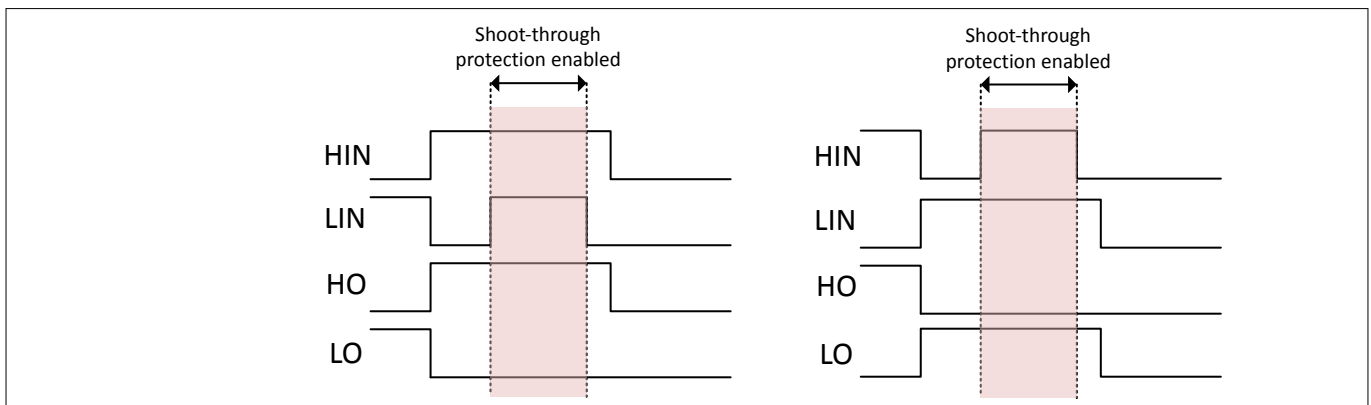 Shoot-through
protection enabled
HIN
LIN
HO
LO
Shoot-through
protection enabled
HIN
LIN
HO
LO